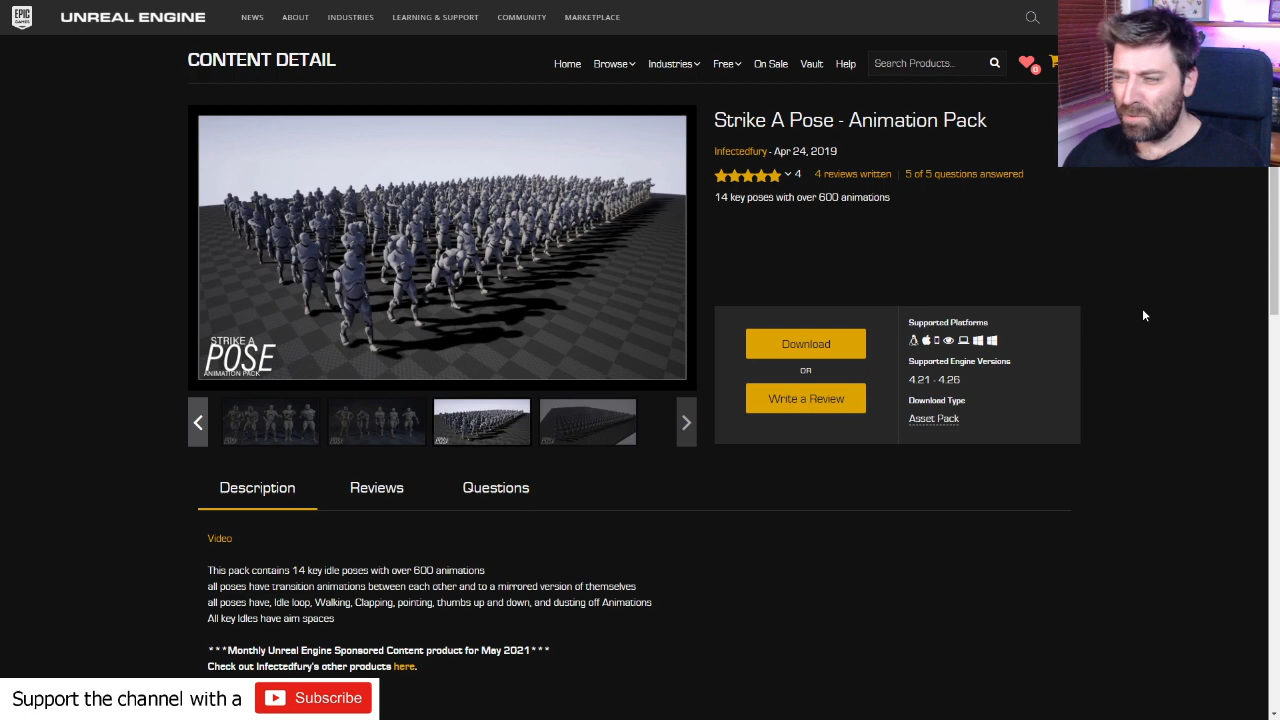 EPIC GAMES
UNREAL ENGINE
NEWS ABOUT INDUSTRIES LEARNING & SUPPORT COMMUNITY MARKETPLACE
CONTENT DETAIL
Home Browse Industries Free On Sale Vault Help Search Products...
0
Strike A Pose - Animation Pack
Infectedfury - Apr 24, 2019
4 4 reviews written | 5 of 5 questions answered
14 key poses with over 600 animations
STRIKE A
POSE
ANIMATION PACK
Download
OR
Write a Review
Supported Platforms
Supported Engine Versions
4.21 - 4.26
Download Type
Asset Pack
Description Reviews Questions
Video
This pack contains 14 key idle poses with over 600 animations
all poses have transition animations between each other and to a mirrored version of themselves
all poses have, Idle loop, Walking, Clapping, pointing, thumbs up and down, and dusting off Animations
All key Idles have aim spaces
***Monthly Unreal Engine Sponsored Content product for May 2021***
Check out Infectedfury's other products here.
Support the channel with a Subscribe